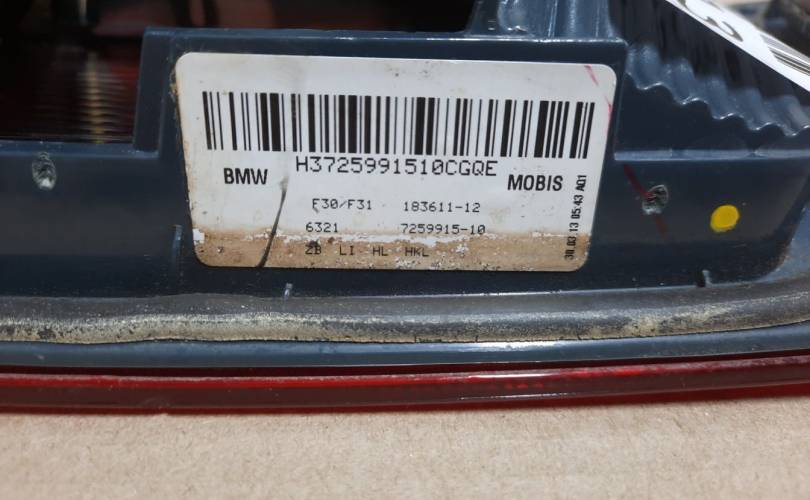 H3725991510CGQE
BMW MOBIS
F30/F31 183611-12
6321 7259915-10
ZB LI HL HKL
30.03.13 05:43 A01
3